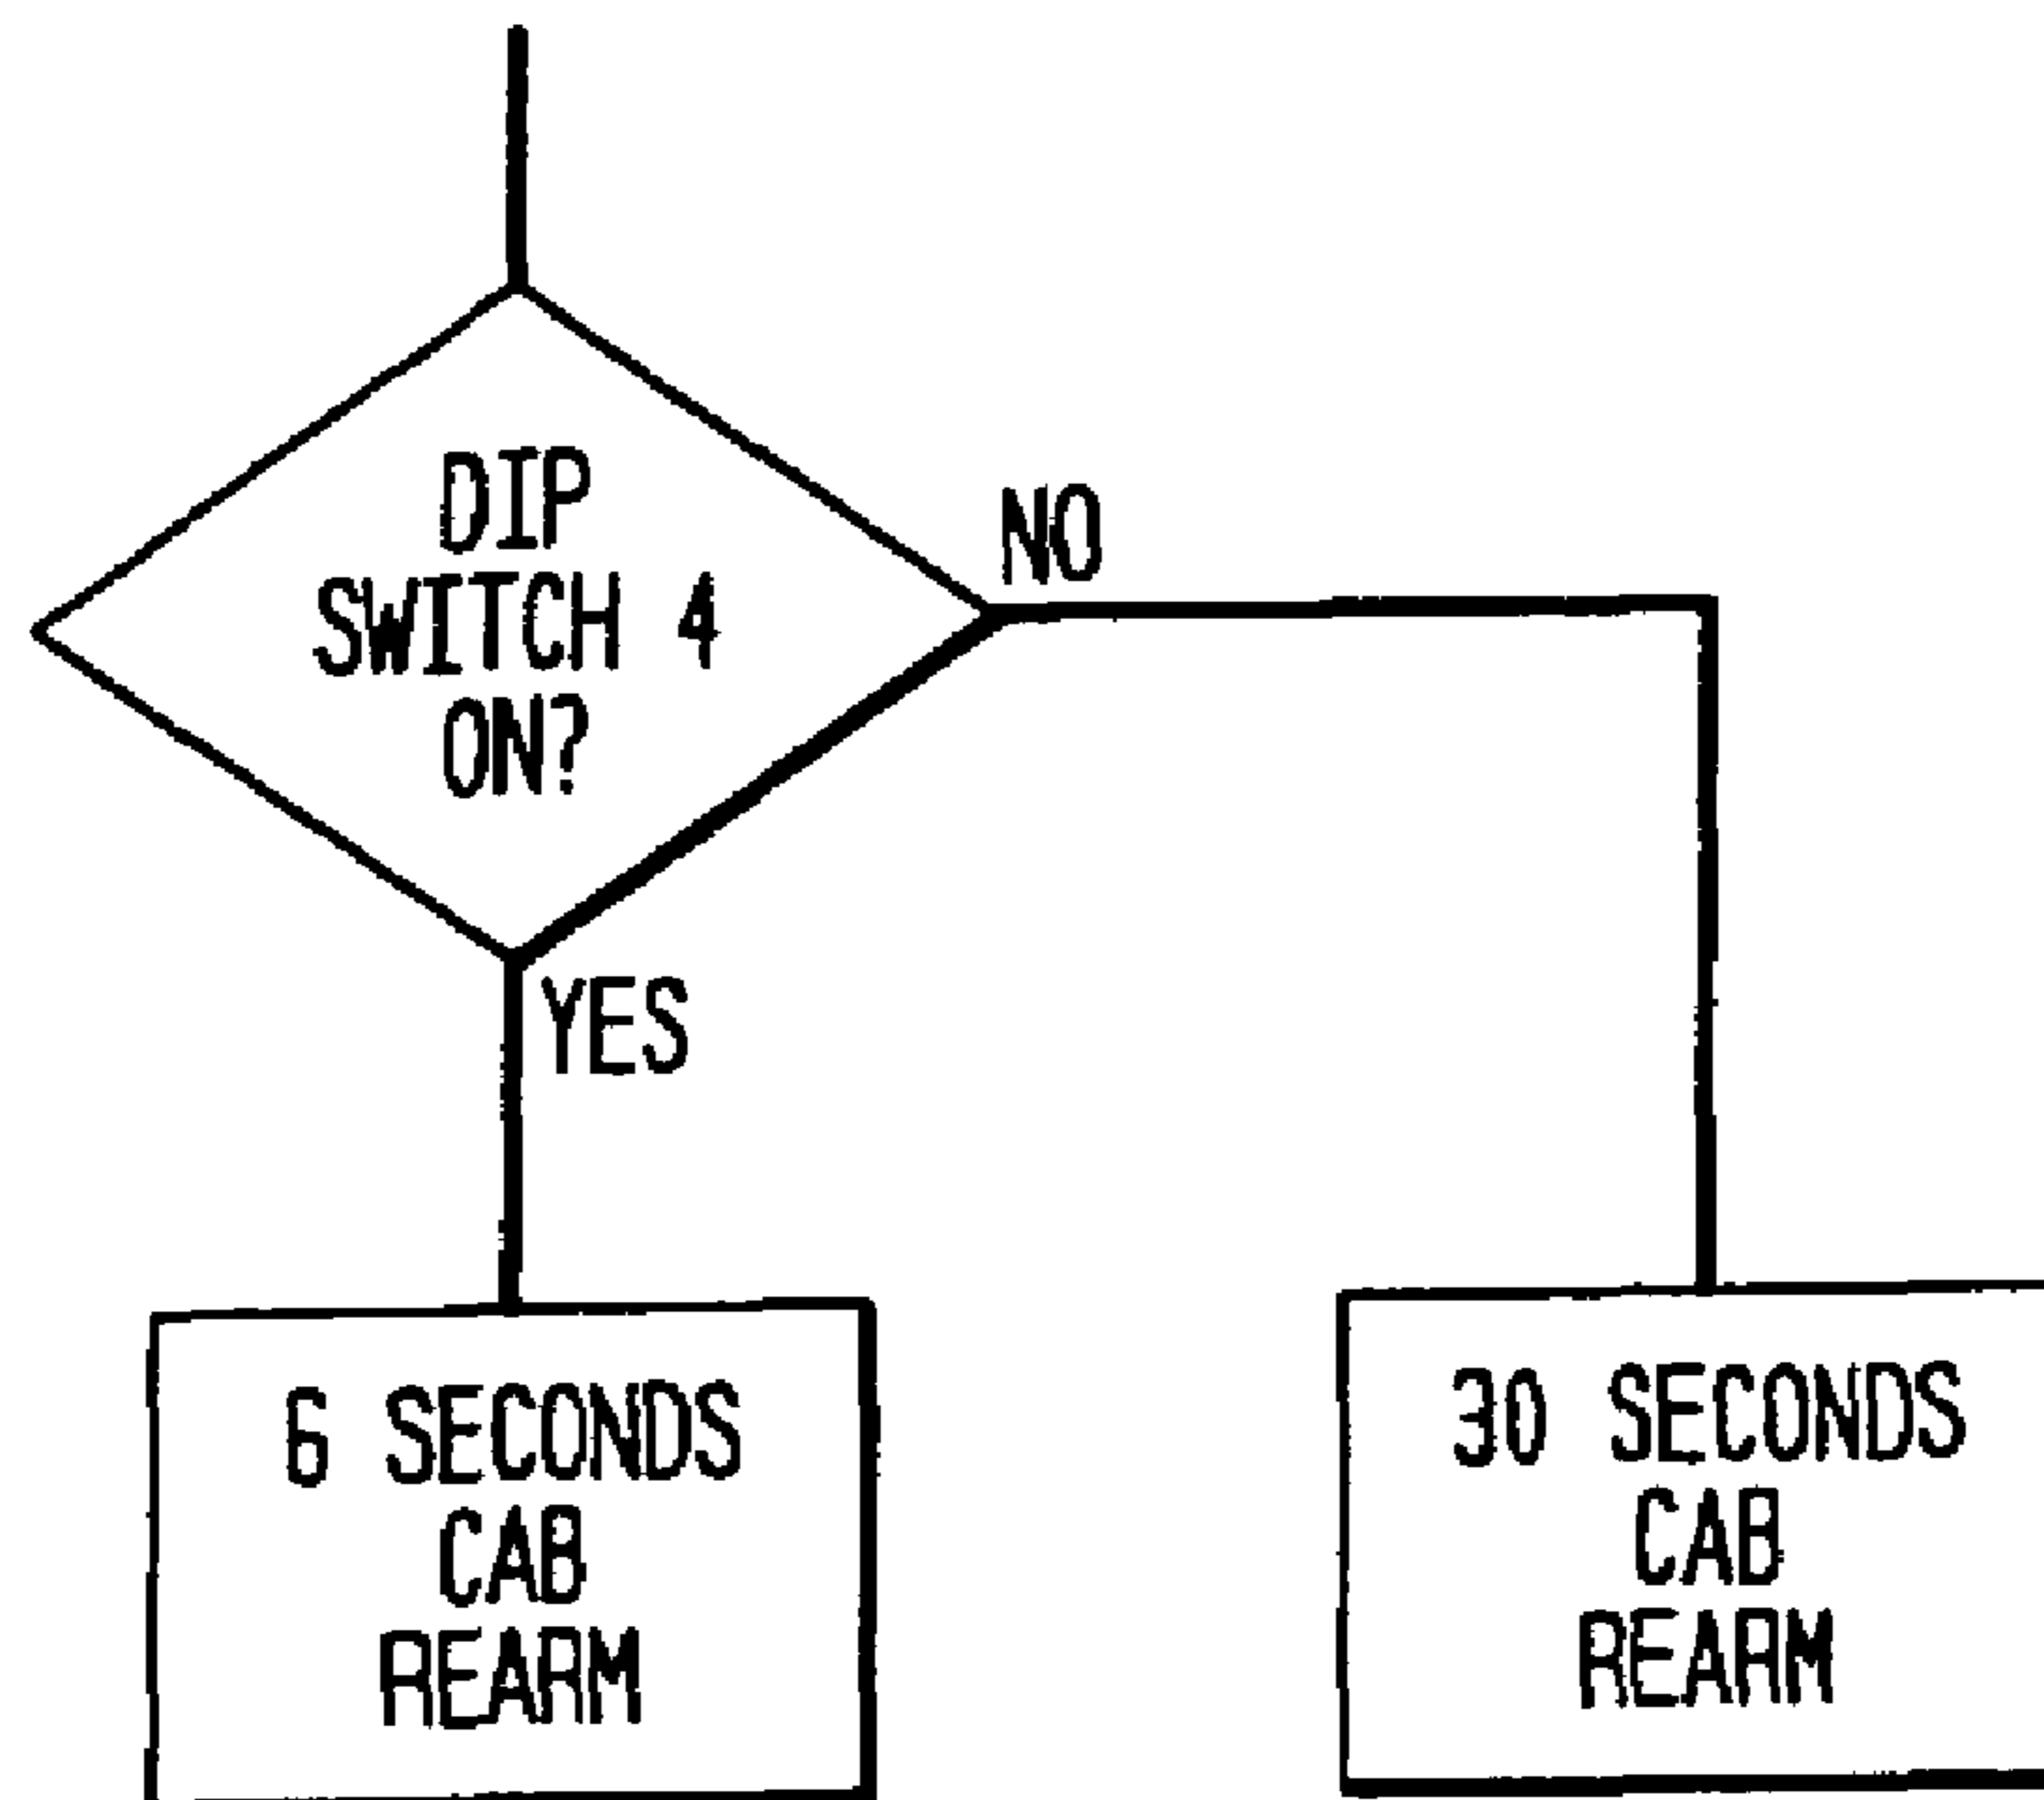 DIP
SWITCH 4
ON?
NO
YES
6 SECONDS
CAB
REARM
30 SECONDS
CAB
REARM